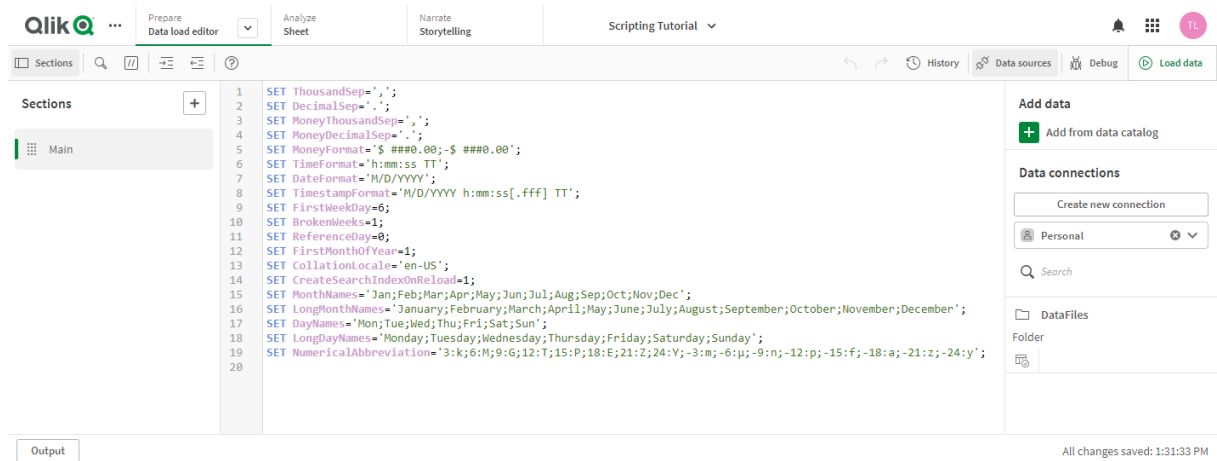 Qlik
Prepare
Data load editor
Analyze
Sheet
Narrate
Storytelling
Scripting Tutorial
TL
Sections
History
Data sources
Debug
Load data
Sections
Main
1 SET ThousandSep=',';
2 SET DecimalSep='.';
3 SET MoneyThousandSep=',';
4 SET MoneyDecimalSep='.';
5 SET MoneyFormat='$ ###0.00;-$ ###0.00';
6 SET TimeFormat='h:mm:ss TT';
7 SET DateFormat='M/D/YYYY';
8 SET TimestampFormat='M/D/YYYY h:mm:ss[.fff] TT';
9 SET FirstWeekDay=6;
10 SET BrokenWeeks=1;
11 SET ReferenceDay=0;
12 SET FirstMonthOfYear=1;
13 SET CollationLocale='en-US';
14 SET CreateSearchIndexOnReload=1;
15 SET MonthNames='Jan;Feb;Mar;Apr;May;Jun;Jul;Aug;Sep;Oct;Nov;Dec';
16 SET LongMonthNames='January;February;March;April;May;June;July;August;September;October;November;December';
17 SET DayNames='Mon;Tue;Wed;Thu;Fri;Sat;Sun';
18 SET LongDayNames='Monday;Tuesday;Wednesday;Thursday;Friday;Saturday;Sunday';
19 SET NumericalAbbreviation='3:k;6:M;9:G;12:T;15:P;18:E;21:Z;24:Y;-3:m;-6:μ;-9:n;-12:p;-15:f;-18:a;-21:z;-24:y';
20
Add data
Add from data catalog
Data connections
Create new connection
Personal
Search
DataFiles
Folder
Output
All changes saved: 1:31:33 PM